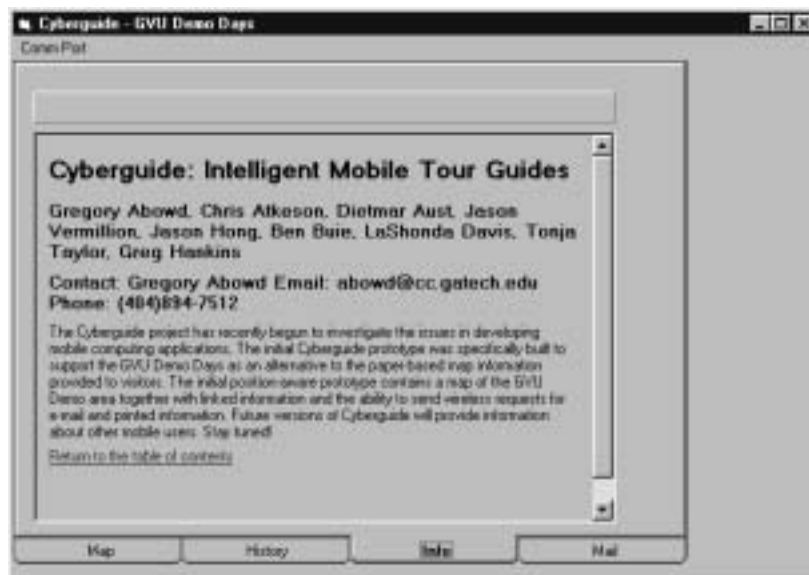 Cyberguide - GVU Demo Days
Comm Port
Cyberguide: Intelligent Mobile Tour Guides
Gregory Abowd, Chris Atkeson, Dietmar Aust, Jason
Vermillion, Jason Hong, Ben Buie, LaShonda Davis, Tonja
Taylor, Greg Hankins
Contact: Gregory Abowd Email: abowd@cc.gatech.edu
Phone: (404)894-7512
The Cyberguide project has recently begun to investigate the issues in developing
mobile computing applications. The initial Cyberguide prototype was specifically built to
support the GVU Demo Days as an alternative to the paper-based map information
provided to visitors. The initial position-aware prototype contains a map of the GVU
Demo area together with linked information and the ability to send wireless requests for
e-mail and printed information. Future versions of Cyberguide will provide information
about other mobile users. Stay tuned!
Return to the table of contents
Map
History
Info
Mail